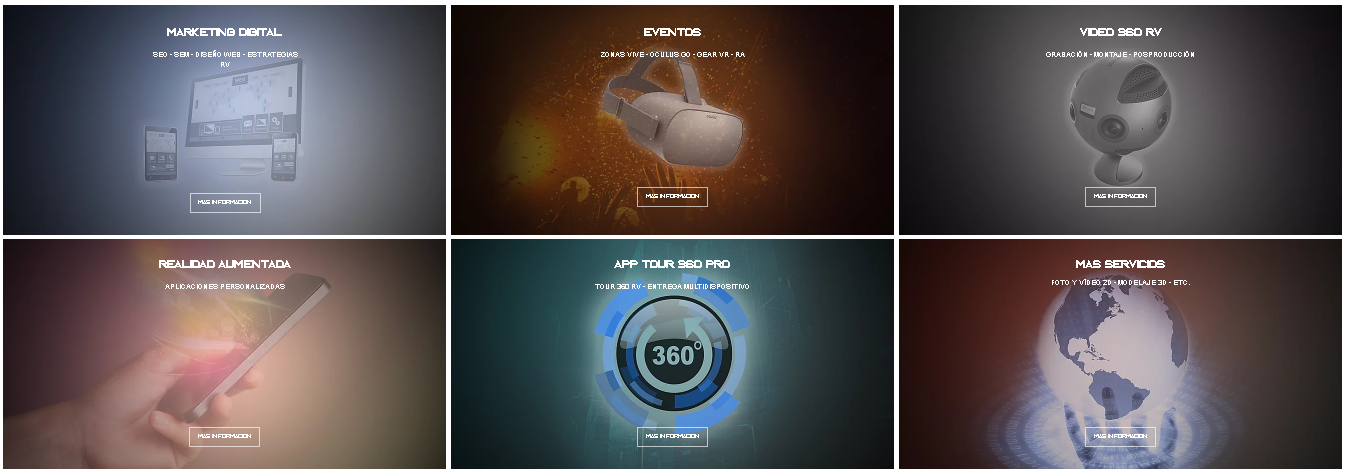 MARKETING DIGITAL
SEO - SEM - DISEÑO WEB - ESTRATEGIAS
RV
MAS INFORMACION
EVENTOS
ZONAS VIVE - OCULUS GO - GEAR VR - RA
MAS INFORMACION
VIDEO 360 RV
GRABACIÓN - MONTAJE - POSPRODUCCIÓN
MAS INFORMACION
REALIDAD AUMENTADA
APLICACIONES PERSONALIZADAS
MAS INFORMACION
APP TOUR 360 PRO
TOUR 360 RV - ENTREGA MULTIDISPOSITIVO
360°
MAS INFORMACION
MAS SERVICIOS
FOTO Y VÍDEO 2D - MODELAJE 3D - ETC.
MAS INFORMACION